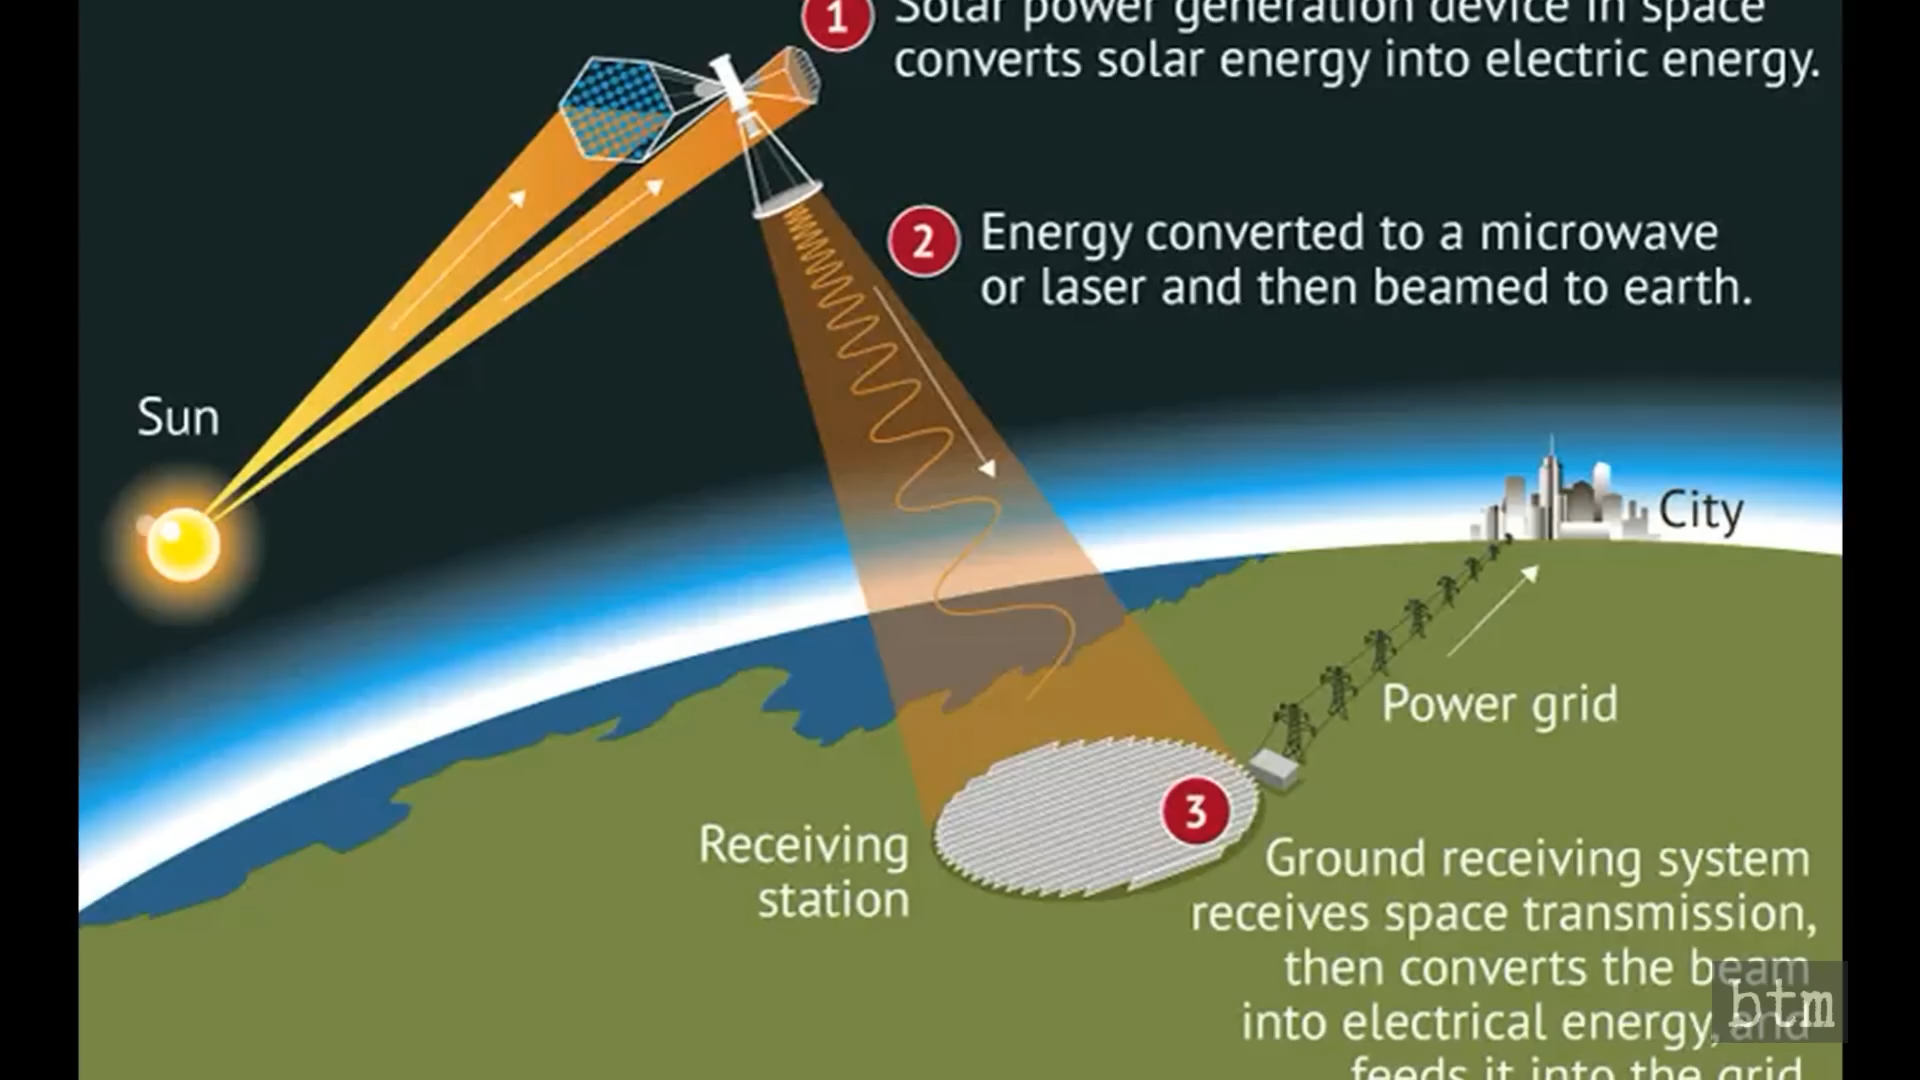 1 Solar power generation device in space
converts solar energy into electric energy.
2 Energy converted to a microwave
or laser and then beamed to earth.
Sun
City
Power grid
Receiving
station
3
Ground receiving system
receives space transmission,
then converts the beam
into electrical energy, and
feeds it into the grid.
btm